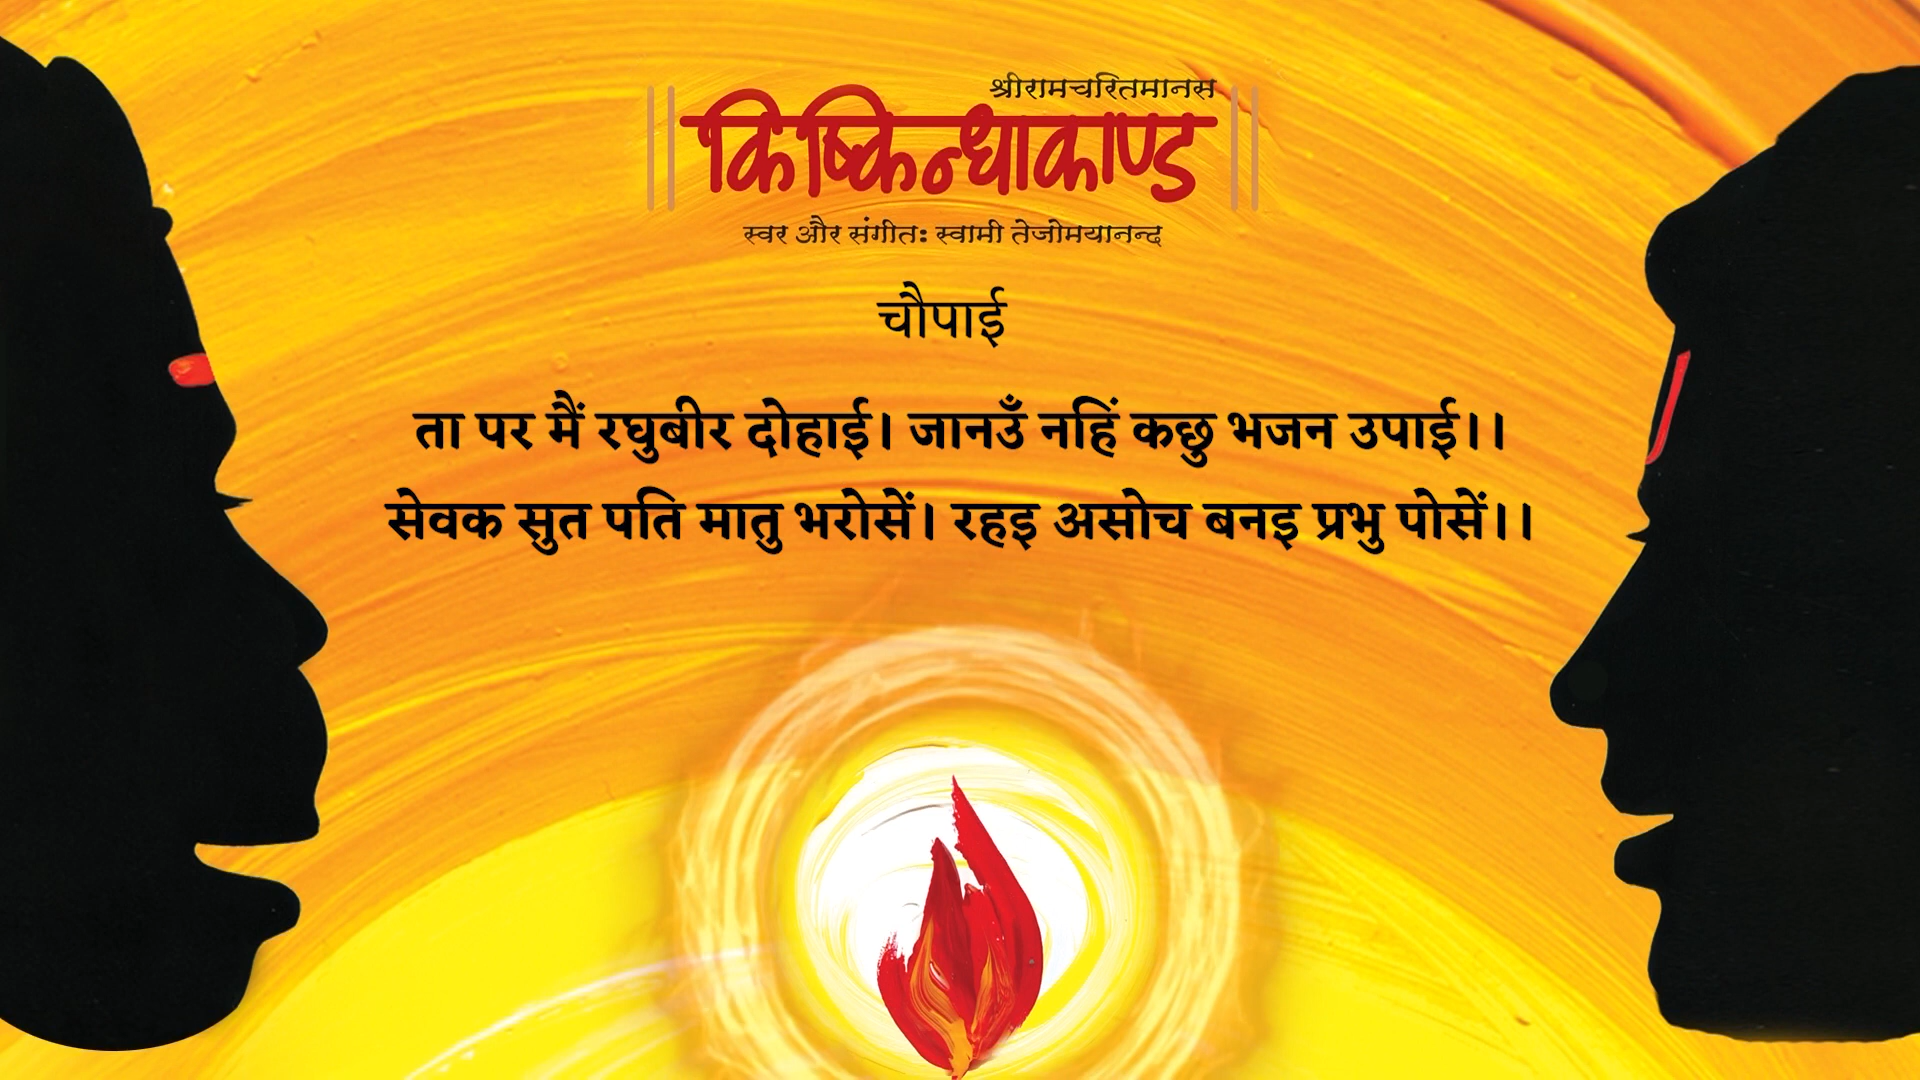 श्रीरामचरितमानस
किष्किन्धाकाण्ड
स्वर और संगीतः स्वामी तेजोमयानन्द
चौपाई
ता पर मैं रघुबीर दोहाई। जानउँ नहिं कछु भजन उपाई।।
सेवक सुत पति मातु भरोसें। रहइ असोच बनइ प्रभु पोसें।।